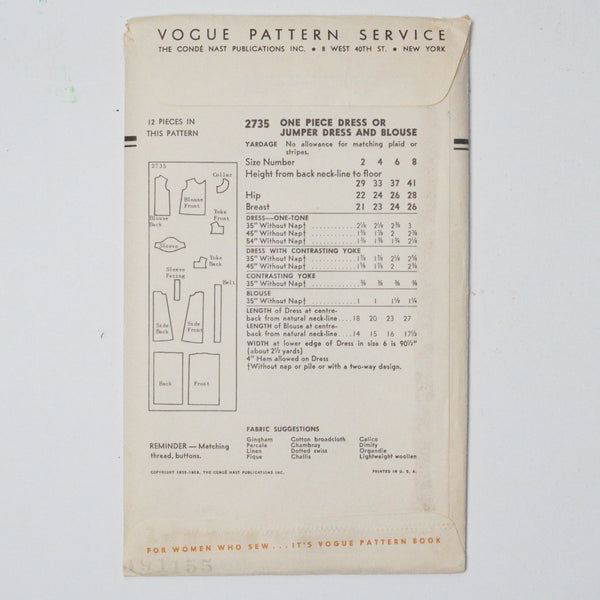 VOGUE PATTERN SERVICE
THE CONDÉ NAST PUBLICATIONS INC. • 8 WEST 40TH ST. • NEW YORK
12 PIECES IN
THIS PATTERN
2735
Collar
Blouse
Front
Blouse
Back
Yoke
Front
Sleeve
Yoke
Back
Sleeve
Facing
Belt
Side
Back
Side
Front
Back
Front
2735 ONE PIECE DRESS OR
JUMPER DRESS AND BLOUSE
YARDAGE No allowance for matching plaid or
stripes.
Size Number 2 4 6 8
Height from back neck-line to floor
29 33 37 41
Hip 22 24 26 28
Breast 21 23 24 26
DRESS—ONE-TONE
35" Without Nap† 3
45" Without Nap† 2
54" Without Nap†
DRESS WITH CONTRASTING YOKE
35" Without Nap†
45" Without Nap† 2
CONTRASTING YOKE
35" Without Nap†
BLOUSE
35" Without Nap† 1 1
LENGTH of Dress at centre-
back from natural neck-line.... 18 20 23 27
LENGTH of Blouse at centre-
back from natural neck-line.... 14 15 16 17½
WIDTH at lower edge of Dress in size 6 is 90½"
(about 2½ yards)
4" Hem allowed on Dress
†Without nap or pile or with a two-way design.
FABRIC SUGGESTIONS
Gingham Cotton broadcloth Calico
Percale Chambray Dimity
Linen Dotted swiss Organdie
Pique Challis Lightweight woollen
REMINDER — Matching
thread, buttons.
THE CONDÉ NAST PUBLICATIONS INC.
PRINTED IN U. S. A.
FOR WOMEN WHO SEW... IT'S VOGUE PATTERN BOOK